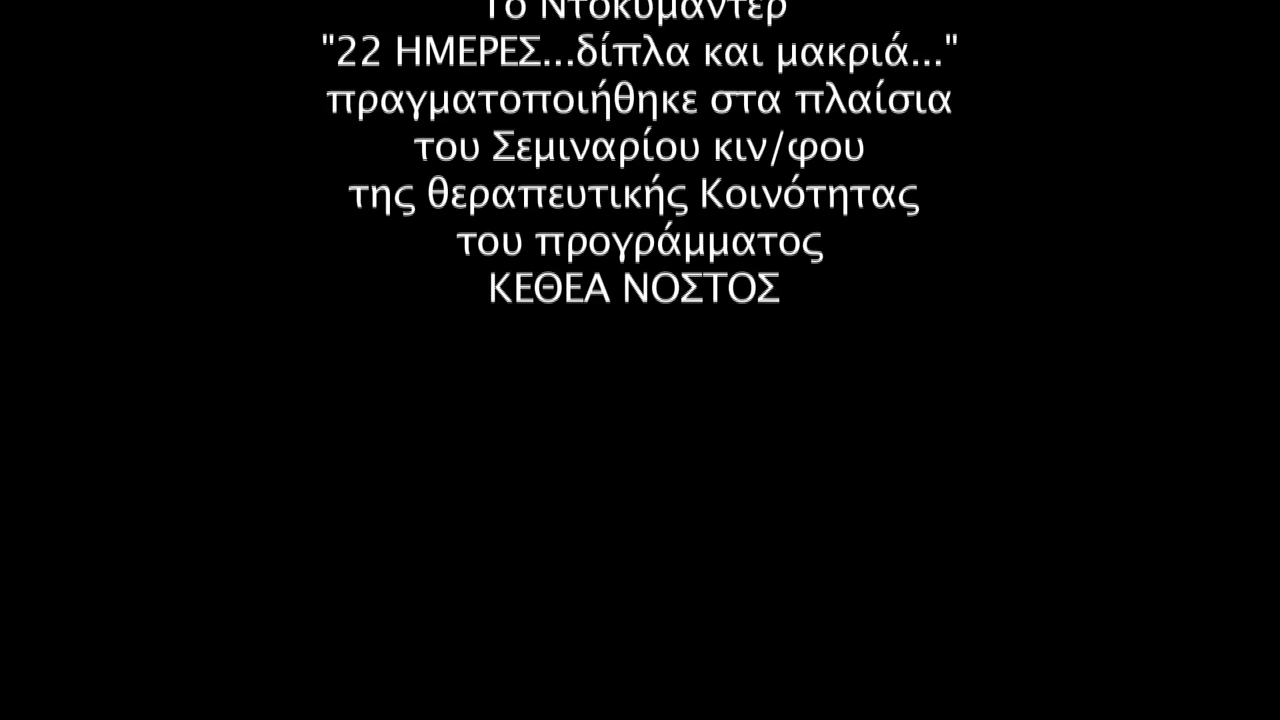 Το Ντοκυμαντέρ
"22 ΗΜΕΡΕΣ...δίπλα και μακριά..."
πραγματοποιήθηκε στα πλαίσια
του Σεμιναρίου κιν/φου
της θεραπευτικής Κοινότητας
του προγράμματος
ΚΕΘΕΑ ΝΟΣΤΟΣ